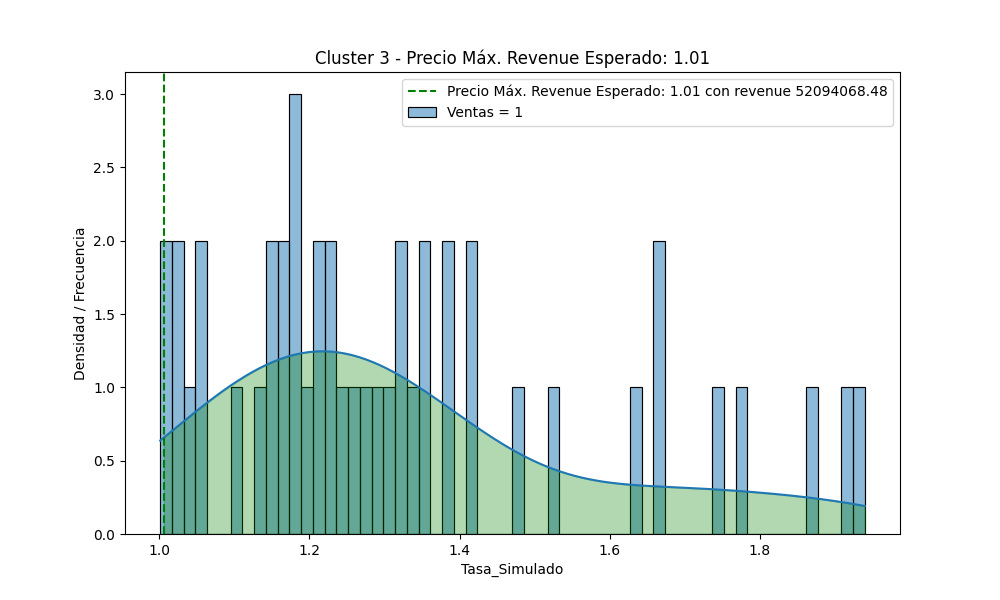 Cluster 3 - Precio Máx. Revenue Esperado: 1.01
Precio Máx. Revenue Esperado: 1.01 con revenue 52094068.48
Ventas = 1
Densidad / Frecuencia
3.0
2.5
2.0
1.5
1.0
0.5
0.0
1.0
1.2
1.4
1.6
1.8
Tasa_Simulado